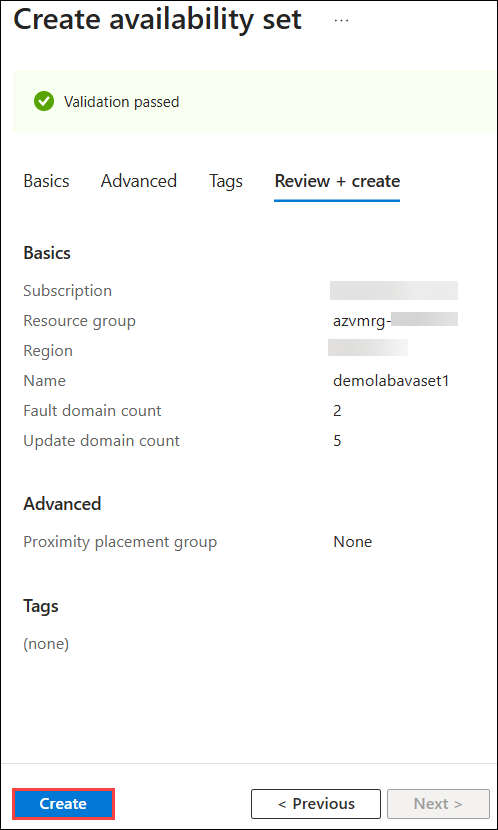 Create availability set ...
Validation passed
Basics Advanced Tags Review + create
Basics
Subscription
Resource group azvmrg-
Region
Name demolabavaset1
Fault domain count 2
Update domain count 5
Advanced
Proximity placement group None
Tags
(none)
Create < Previous Next >